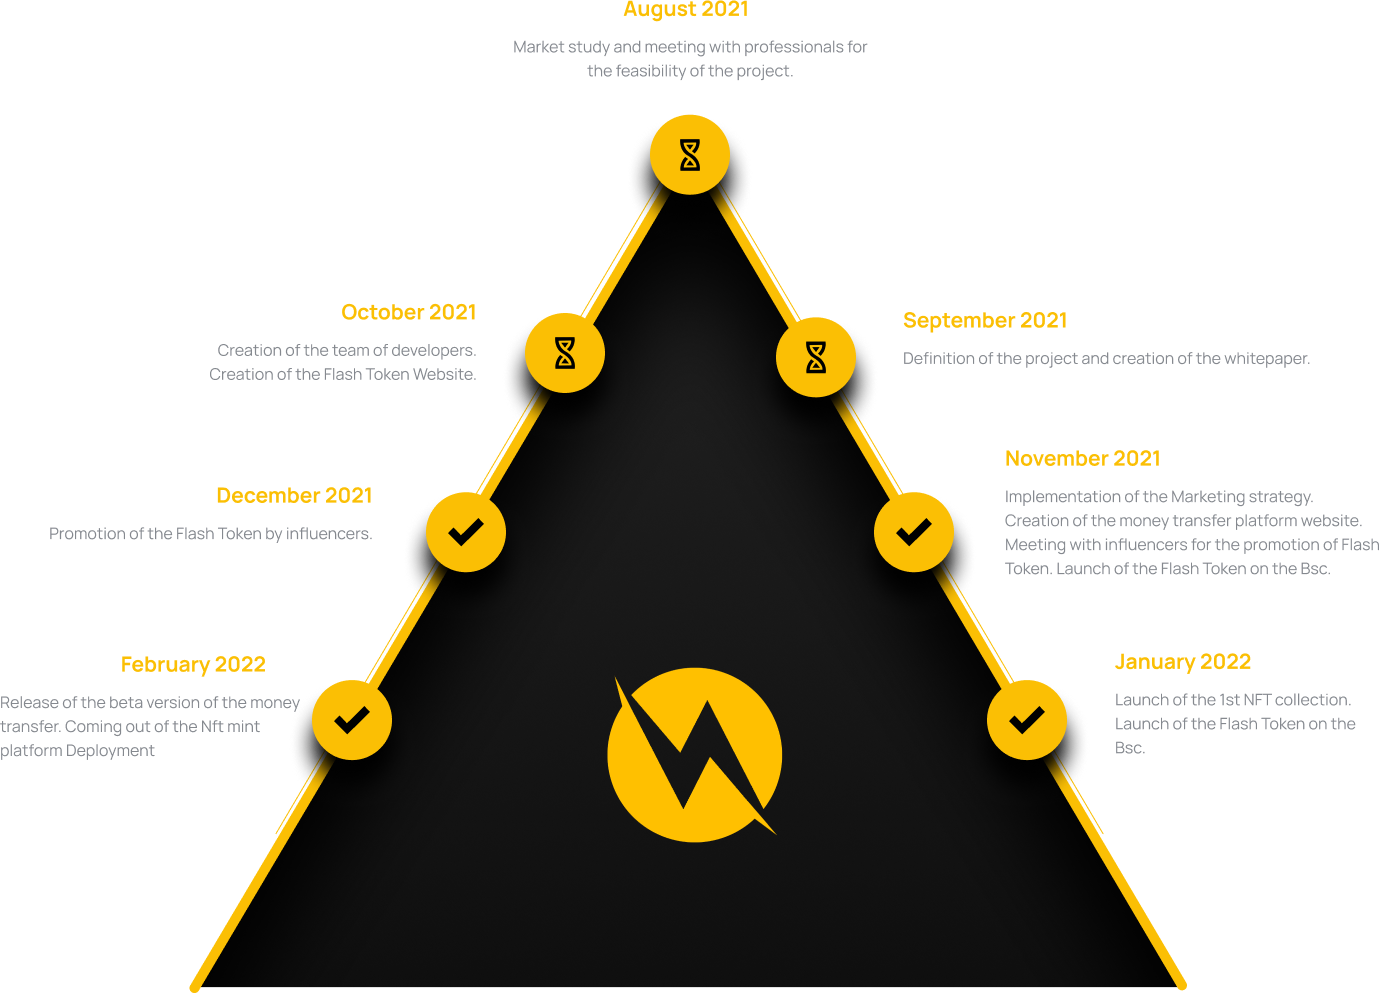 August 2021
Market study and meeting with professionals for
the feasibility of the project.
October 2021
Creation of the team of developers.
Creation of the Flash Token Website.
September 2021
Definition of the project and creation of the whitepaper.
December 2021
Promotion of the Flash Token by influencers.
November 2021
Implementation of the Marketing strategy.
Creation of the money transfer platform website.
Meeting with influencers for the promotion of Flash
Token. Launch of the Flash Token on the Bsc.
February 2022
Release of the beta version of the money
transfer. Coming out of the Nft mint
platform Deployment
January 2022
Launch of the 1st NFT collection.
Launch of the Flash Token on the
Bsc.